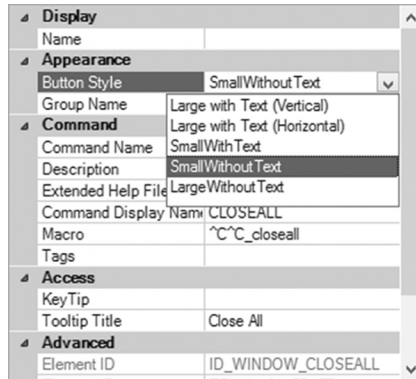 Display
Name
Appearance
Button Style SmallWithoutText
Group Name Large with Text (Vertical)
Command Large with Text (Horizontal)
Command Name SmallWithText
Description SmallWithoutText
Extended Help File LargeWithoutText
Command Display Name CLOSEALL
Macro ^C^C_closeall
Tags
Access
KeyTip
Tooltip Title Close All
Advanced
Element ID ID_WINDOW_CLOSEALL